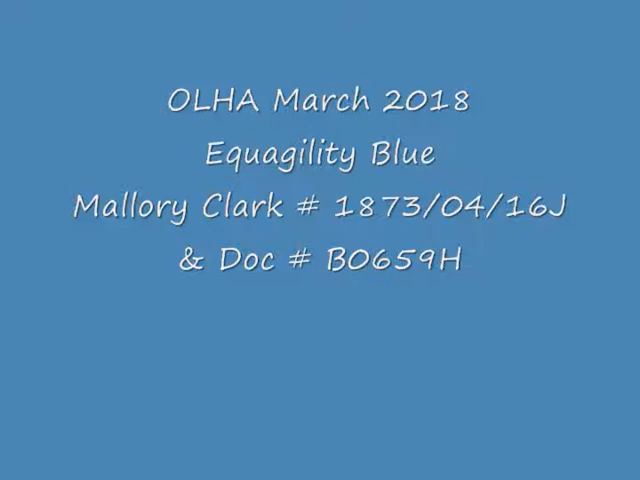 OLHA March 2018
Equagility Blue
Mallory Clark # 1873/04/16J
& Doc # B0659H